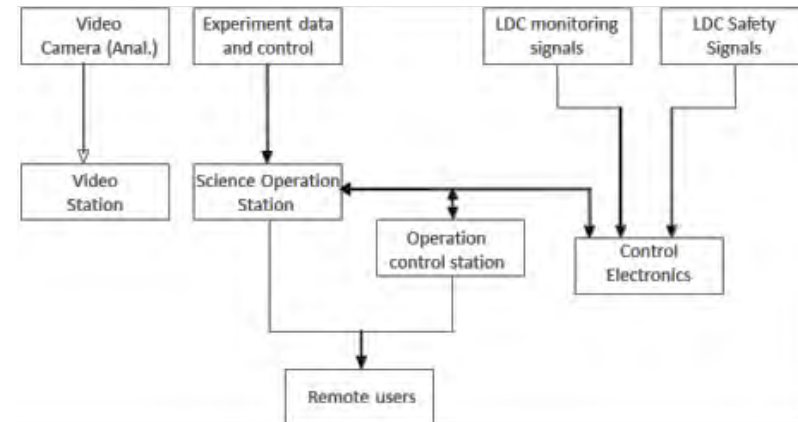 Video
Camera (Anal.)
Experiment data
and control
LDC monitoring
signals
LDC Safety
Signals
Video
Station
Science Operation
Station
Operation
control station
Control
Electronics
Remote users